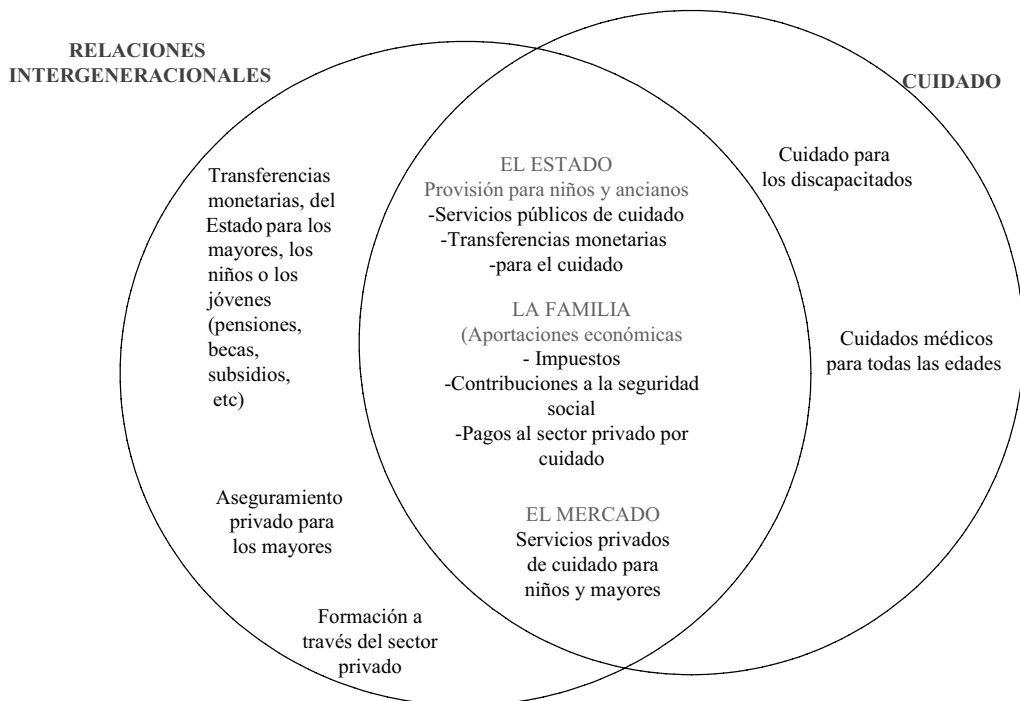 RELACIONES
INTERGENERACIONALES
CUIDADO
Transferencias
monetarias, del
Estado para los
mayores, los
niños o los
jóvenes
(pensiones,
becas,
subsidios,
etc)
Aseguramiento
privado para
los mayores
Formación a
través del sector
privado
EL ESTADO
Provisión para niños y ancianos
-Servicios públicos de cuidado
-Transferencias monetarias
-para el cuidado
LA FAMILIA
(Aportaciones económicas
- Impuestos
-Contribuciones a la seguridad
social
-Pagos al sector privado por
cuidado
EL MERCADO
Servicios privados
de cuidado para
niños y mayores
Cuidado para
los discapacitados
Cuidados médicos
para todas las edades